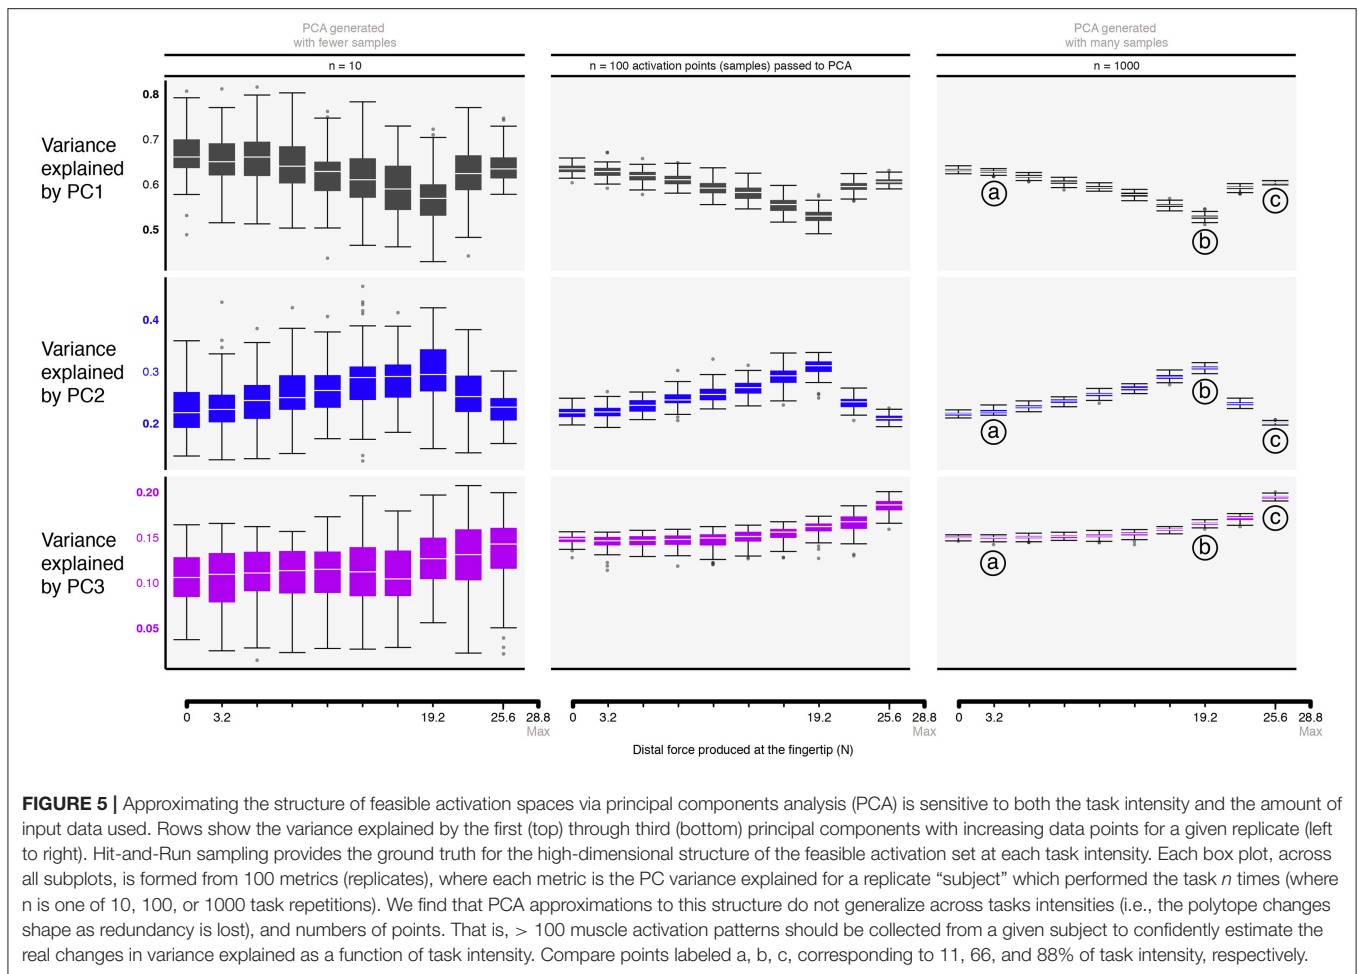 PCA generated
with fewer samples
PCA generated
with many samples
n = 10
n = 100 activation points (samples) passed to PCA
n = 1000
Variance
explained
by PC1
0.8
0.7
0.6
0.5
a
b
c
Variance
explained
by PC2
0.4
0.3
0.2
a
b
c
Variance
explained
by PC3
0.20
0.15
0.10
0.05
a
b
c
0 3.2 19.2 25.6 28.8
Max
0 3.2 19.2 25.6 28.8
Max
0 3.2 19.2 25.6 28.8
Max
Distal force produced at the fingertip (N)
FIGURE 5 | Approximating the structure of feasible activation spaces via principal components analysis (PCA) is sensitive to both the task intensity and the amount of
input data used. Rows show the variance explained by the first (top) through third (bottom) principal components with increasing data points for a given replicate (left
to right). Hit-and-Run sampling provides the ground truth for the high-dimensional structure of the feasible activation set at each task intensity. Each box plot, across
all subplots, is formed from 100 metrics (replicates), where each metric is the PC variance explained for a replicate “subject” which performed the task n times (where
n is one of 10, 100, or 1000 task repetitions). We find that PCA approximations to this structure do not generalize across tasks intensities (i.e., the polytope changes
shape as redundancy is lost), and numbers of points. That is, > 100 muscle activation patterns should be collected from a given subject to confidently estimate the
real changes in variance explained as a function of task intensity. Compare points labeled a, b, c, corresponding to 11, 66, and 88% of task intensity, respectively.